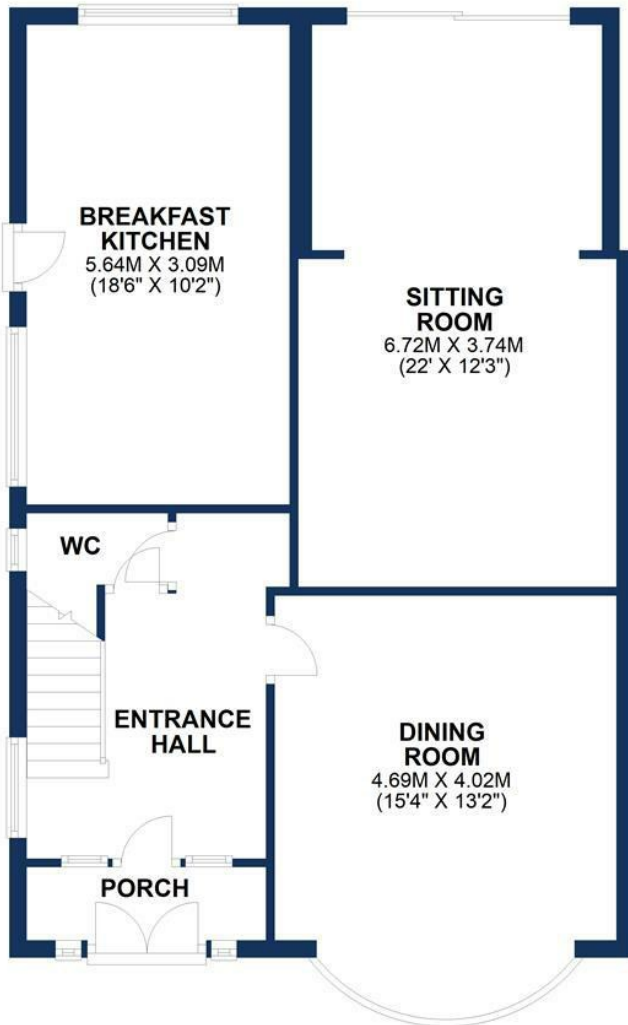 BREAKFAST
KITCHEN
5.64M X 3.09M
(18'6" X 10'2")
SITTING
ROOM
6.72M X 3.74M
(22' X 12'3")
WC
ENTRANCE
HALL
DINING
ROOM
4.69M X 4.02M
(15'4" X 13'2")
PORCH